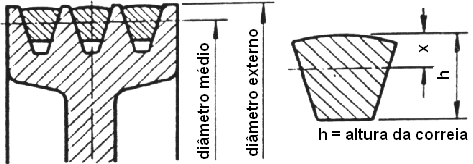 diâmetro médio
diâmetro externo
x
h
h = altura da correia